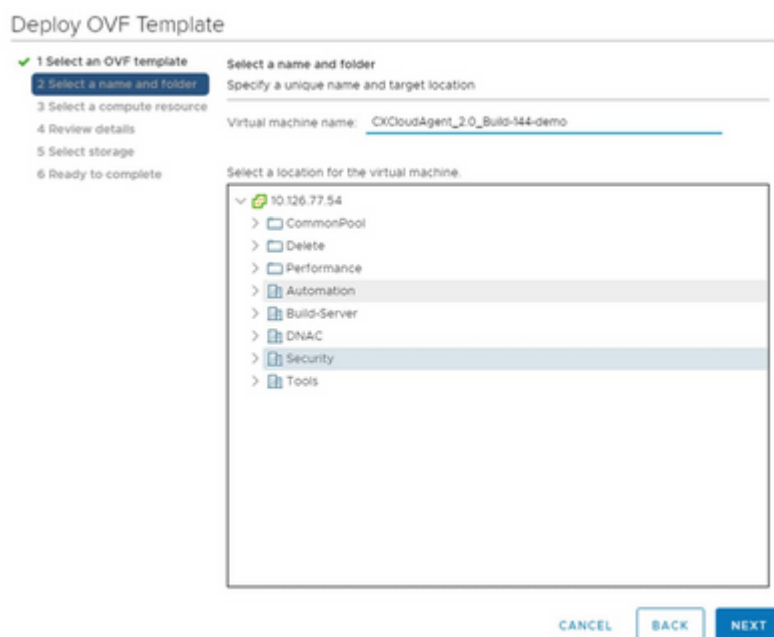 Deploy OVF Template
1 Select an OVF template
2 Select a name and folder
3 Select a compute resource
4 Review details
5 Select storage
6 Ready to complete
Select a name and folder
Specify a unique name and target location
Virtual machine name: CXCloudAgent_2.0_Build-144-demo
Select a location for the virtual machine.
10.126.77.54
CommonPool
Delete
Performance
Automation
Build-Server
DNAC
Security
Tools
CANCEL BACK NEXT